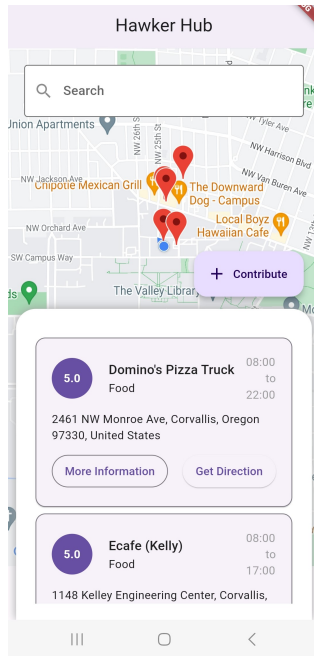 Hawker Hub
Search
Union Apartments
NW 26th St
NW 25th St
NW Tyler Ave
NW Harrison Blvd
NW Jackson Ave
NW Van Buren Ave
Chipotle Mexican Grill
The Downward
Dog - Campus
Local Boyz
Hawaiian Cafe
NW Orchard Ave
SW Campus Way
+ Contribute
ds
The Valley Library
Mo
Domino's Pizza Truck
Food
08:00
to
22:00
5.0
2461 NW Monroe Ave, Corvallis, Oregon
97330, United States
More Information
Get Direction
Ecafe (Kelly)
Food
08:00
to
17:00
5.0
1148 Kelley Engineering Center, Corvallis,